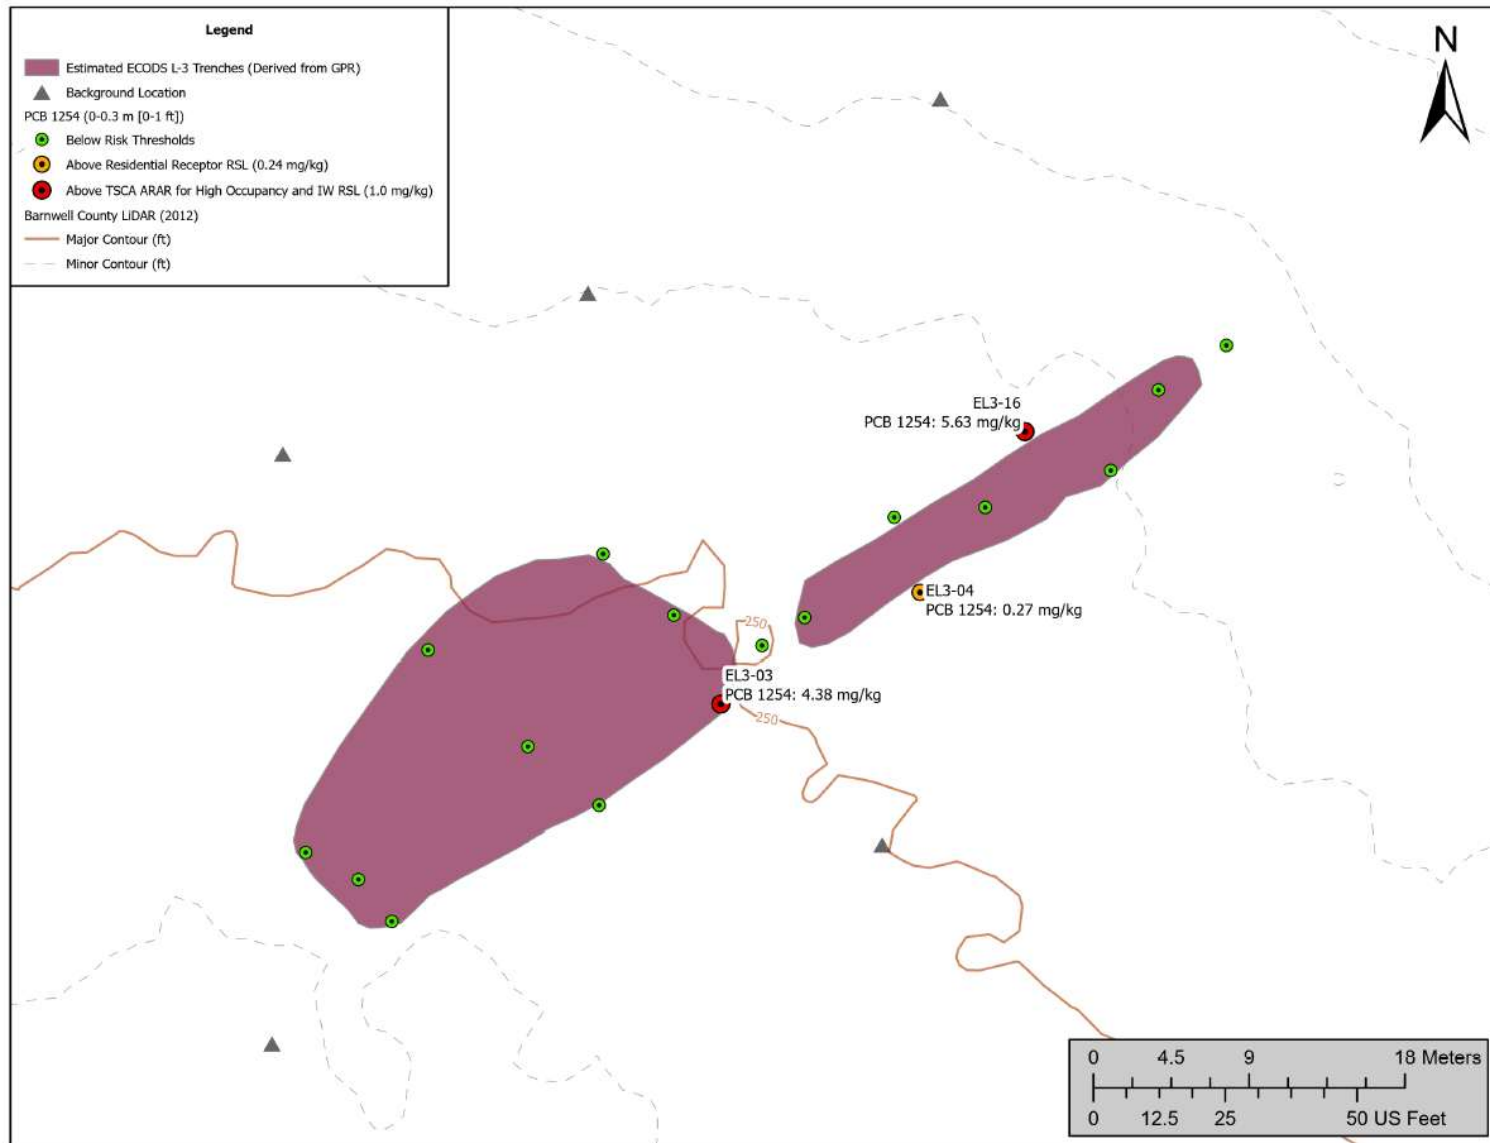 Legend
Estimated ECODS L-3 Trenches (Derived from GPR)
Background Location
PCB 1254 (0-0.3 m [0-1 ft])
Below Risk Thresholds
Above Residential Receptor RSL (0.24 mg/kg)
Above TSCA ARAR for High Occupancy and IW RSL (1.0 mg/kg)
Barnwell County LiDAR (2012)
Major Contour (ft)
Minor Contour (ft)
N
EL3-16
PCB 1254: 5.63 mg/kg
EL3-04
PCB 1254: 0.27 mg/kg
250
EL3-03
PCB 1254: 4.38 mg/kg
250
0 4.5 9 18 Meters
0 12.5 25 50 US Feet